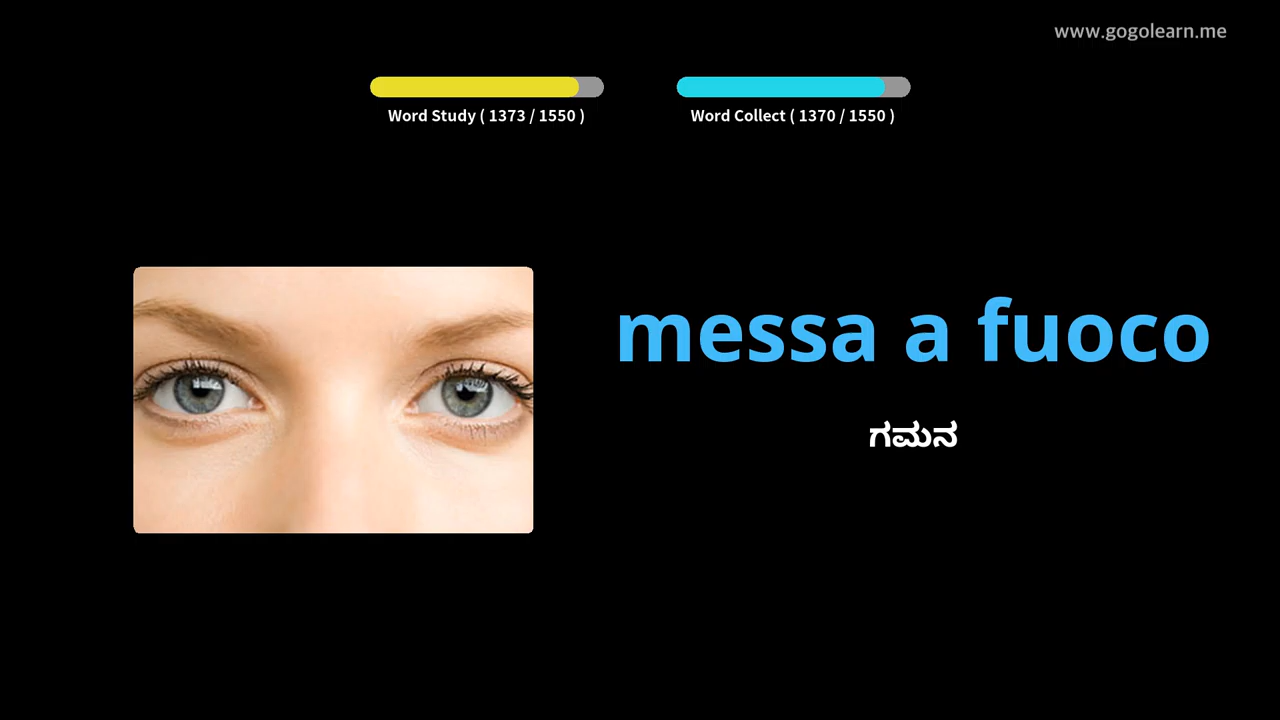 www.gogolearn.me
Word Study ( 1373 / 1550 )
Word Collect ( 1370 / 1550 )
messa a fuoco
ಗಮನ